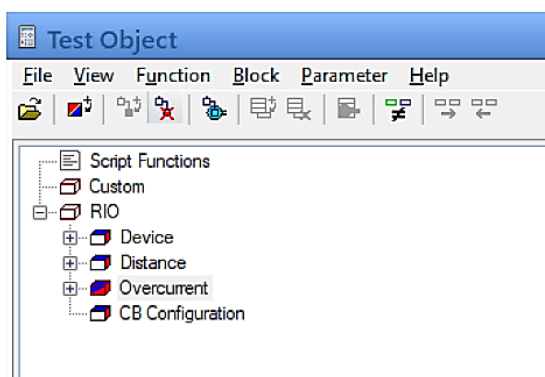 Test Object
File View Function Block Parameter Help
Script Functions
Custom
RIO
Device
Distance
Overcurrent
CB Configuration